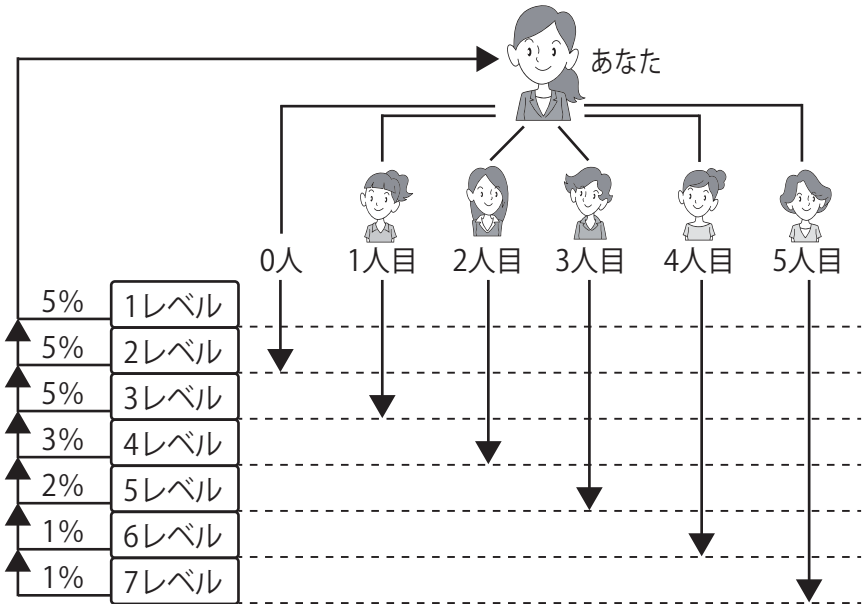 あなた
0人 1人目 2人目 3人目 4人目 5人目
5% 1レベル
5% 2レベル
5% 3レベル
3% 4レベル
2% 5レベル
1% 6レベル
1% 7レベル